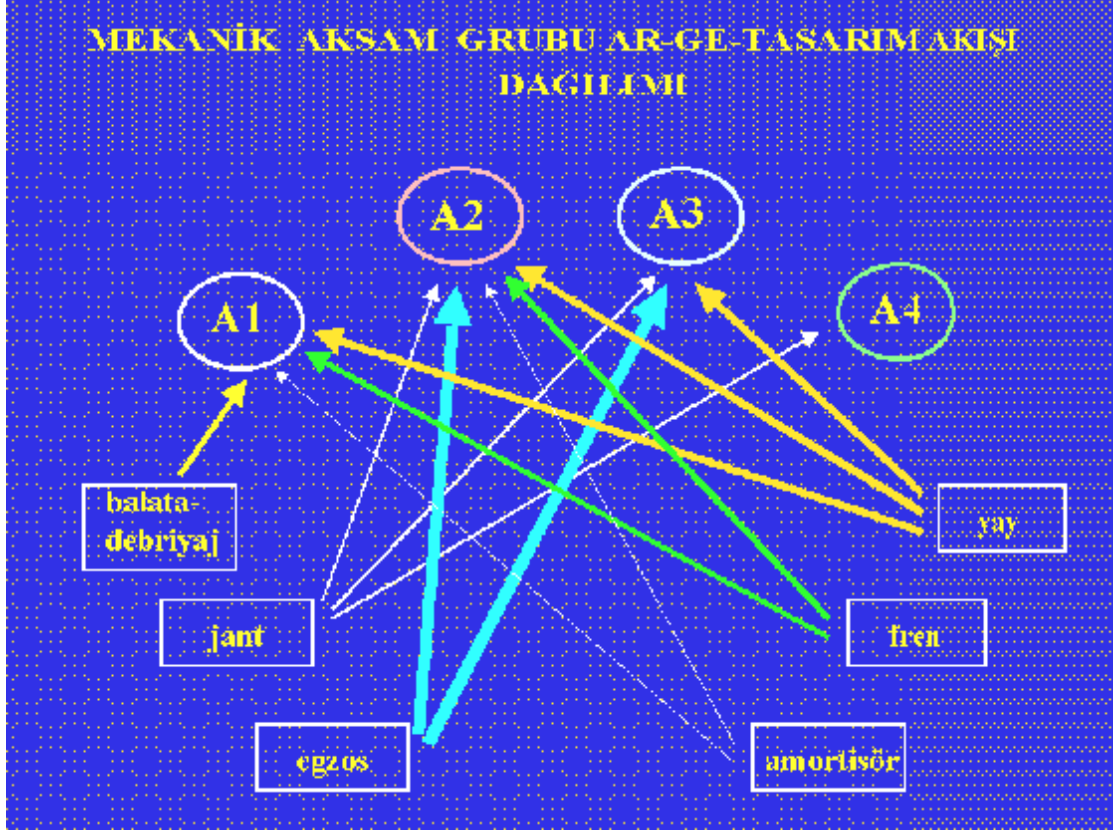 MEKANİK AKSAM GRUBU AR-GE-TASARIM AKIŞI
DAĞILIMI
A2
A3
A1
A4
balata-
debriyaj
yay
jant
fren
egzos
amortisör